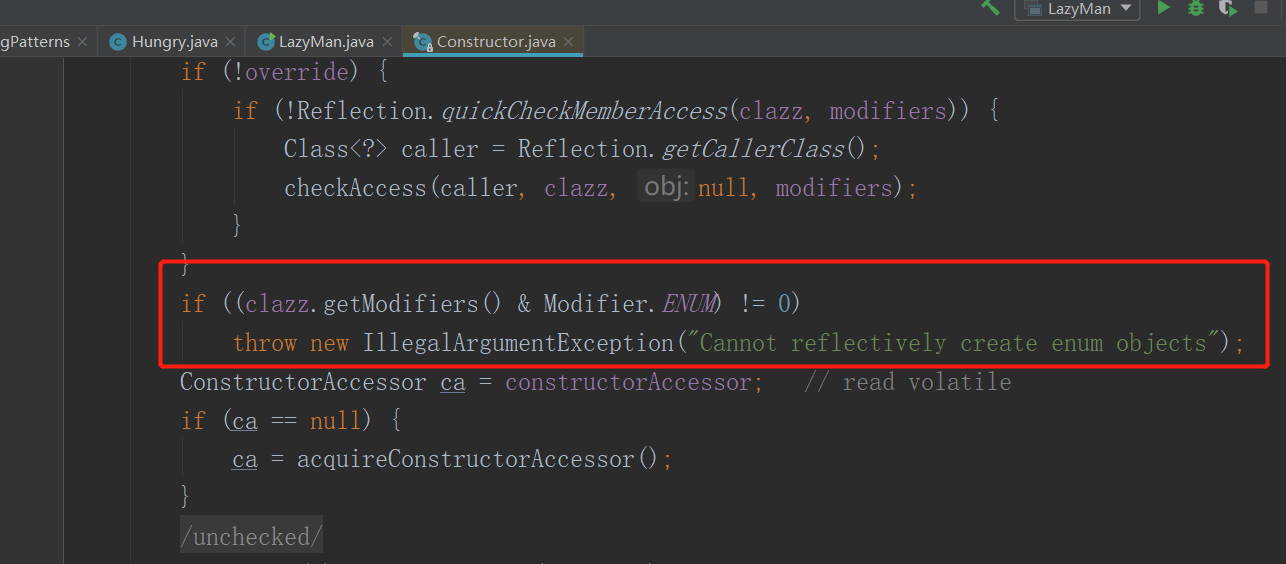 LazyMan
gPatterns × Hungry.java × LazyMan.java × Constructor.java ×
if (!override) {
if (!Reflection.quickCheckMemberAccess(clazz, modifiers)) {
Class<?> caller = Reflection.getCallerClass();
checkAccess(caller, clazz, obj: null, modifiers);
}
}
if ((clazz.getModifiers() & Modifier.ENUM) != 0)
throw new IllegalArgumentException("Cannot reflectively create enum objects");
ConstructorAccessor ca = constructorAccessor; // read volatile
if (ca == null) {
ca = acquireConstructorAccessor();
}
/unchecked/